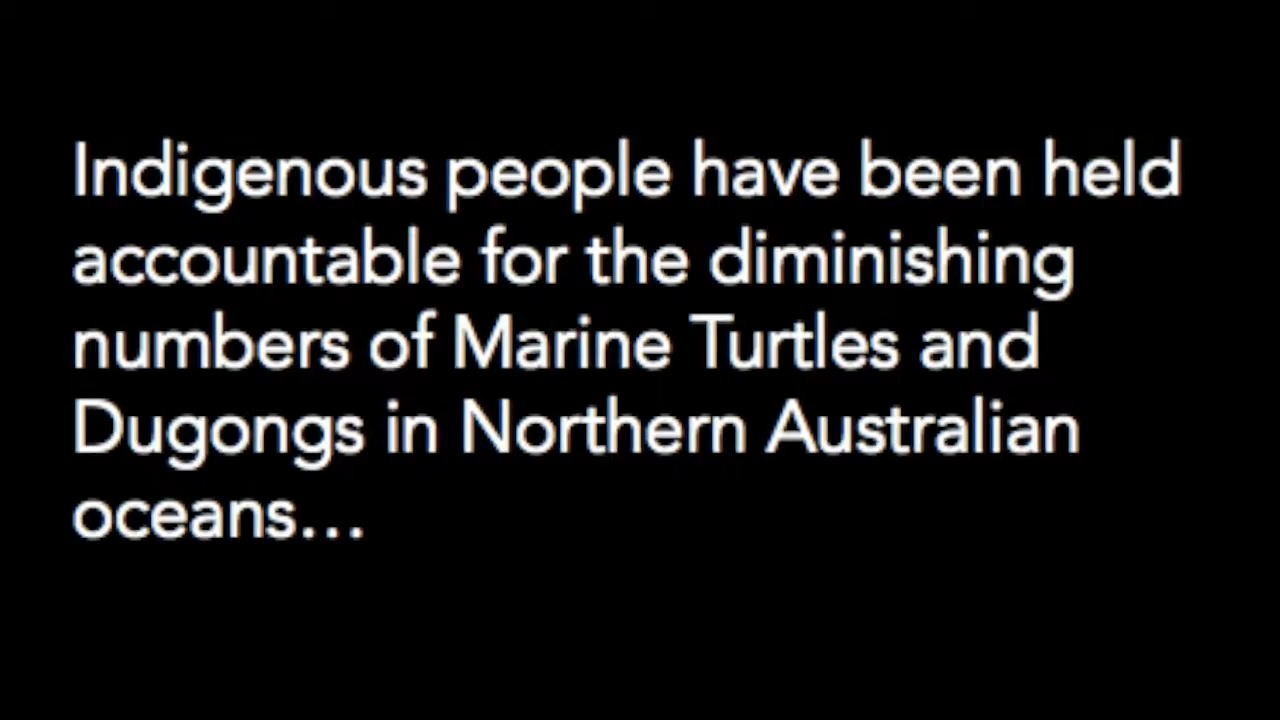 Indigenous people have been held
accountable for the diminishing
numbers of Marine Turtles and
Dugongs in Northern Australian
oceans...